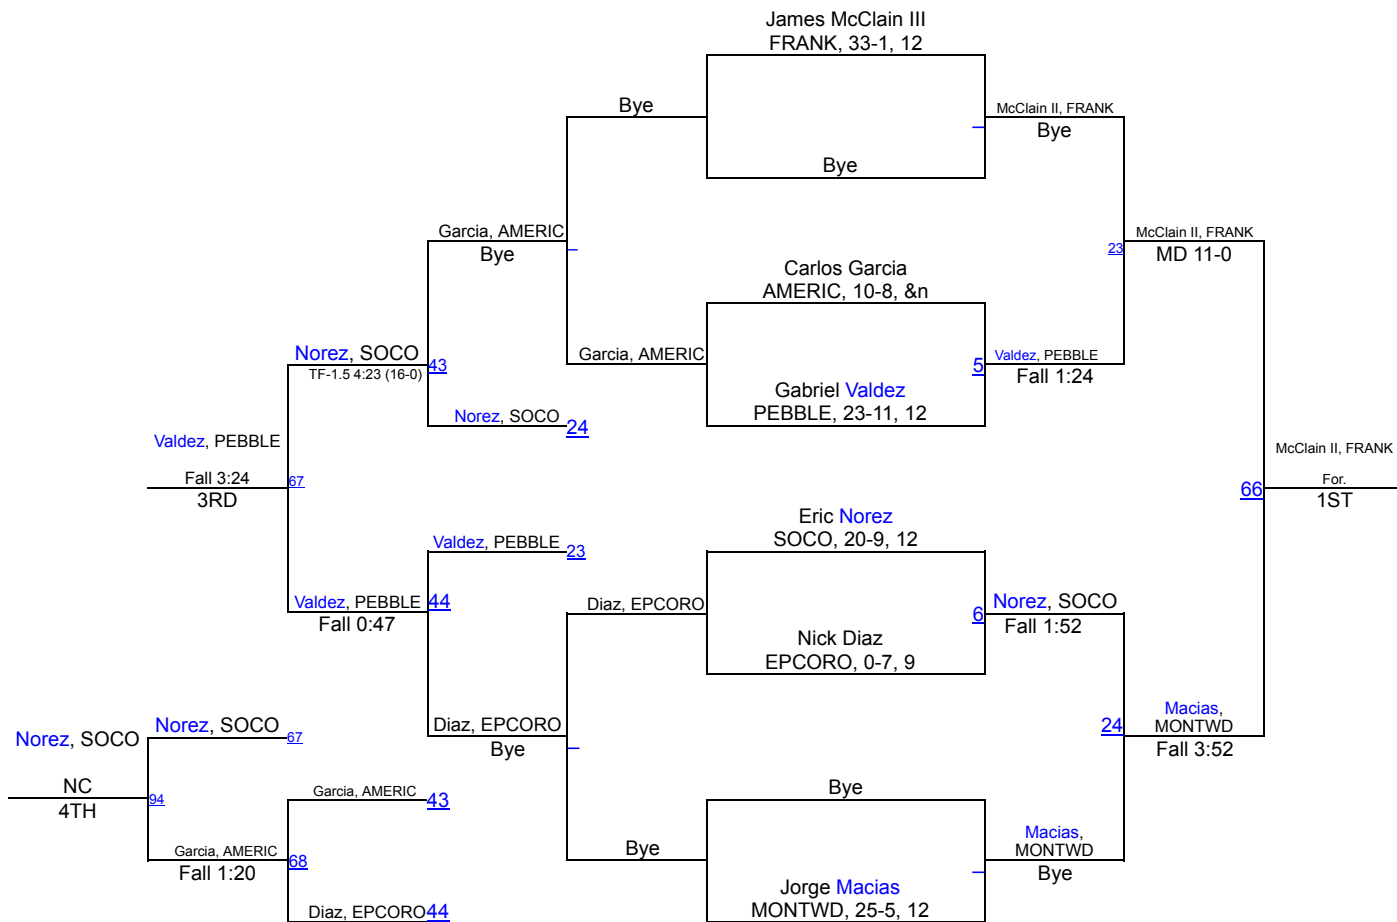 James McClain III
FRANK, 33-1, 12
Bye
McClain II, FRANK
Bye
Bye
Garcia, AMERIC
Bye
McClain II, FRANK
23
MD 11-0
Carlos Garcia
AMERIC, 10-8, &n
Norez, SOCO
TF-1.5 4:23 (16-0)
43
Garcia, AMERIC
5
Valdez, PEBBLE
Fall 1:24
Gabriel Valdez
PEBBLE, 23-11, 12
Norez, SOCO
24
Valdez, PEBBLE
Fall 3:24
67
3RD
McClain II, FRANK
66
For.
1ST
Eric Norez
SOCO, 20-9, 12
Valdez, PEBBLE
23
Valdez, PEBBLE
44
Fall 0:47
Diaz, EPCORO
6
Norez, SOCO
Fall 1:52
Nick Diaz
EPCORO, 0-7, 9
Diaz, EPCORO
Bye
24
Macias,
MONTWD
Fall 3:52
Norez, SOCO
Norez, SOCO
67
NC
94
4TH
Garcia, AMERIC
43
Bye
Garcia, AMERIC
Fall 1:20
68
Bye
Macias,
MONTWD
Bye
Jorge Macias
MONTWD, 25-5, 12
Diaz, EPCORO
44